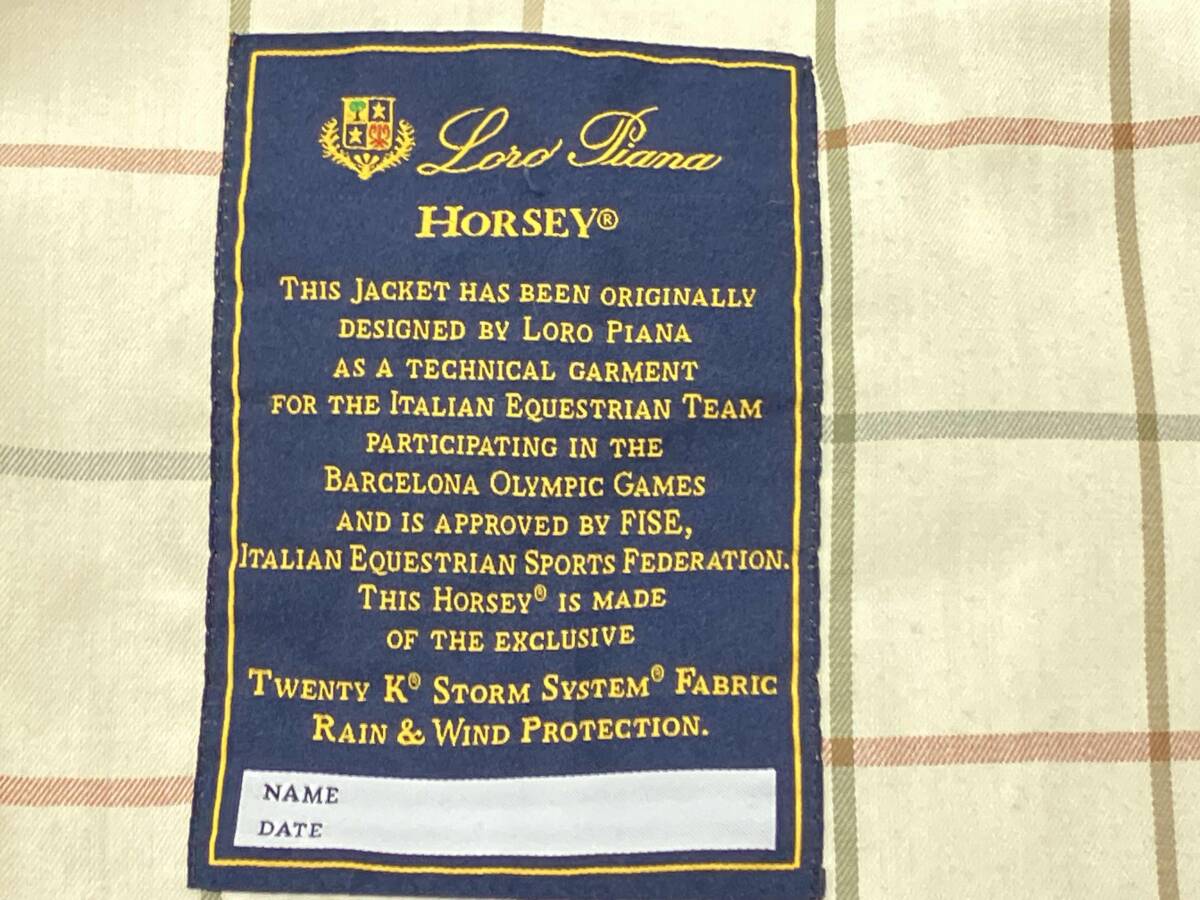 Loro Piana
HORSEY®
THIS JACKET HAS BEEN ORIGINALLY
DESIGNED BY LORO PIANA
AS A TECHNICAL GARMENT
FOR THE ITALIAN EQUESTRIAN TEAM
PARTICIPATING IN THE
BARCELONA OLYMPIC GAMES
AND IS APPROVED BY FISE,
ITALIAN EQUESTRIAN SPORTS FEDERATION.
THIS HORSEY® IS MADE
OF THE EXCLUSIVE
TWENTY K® STORM SYSTEM® FABRIC
RAIN & WIND PROTECTION.
NAME
DATE